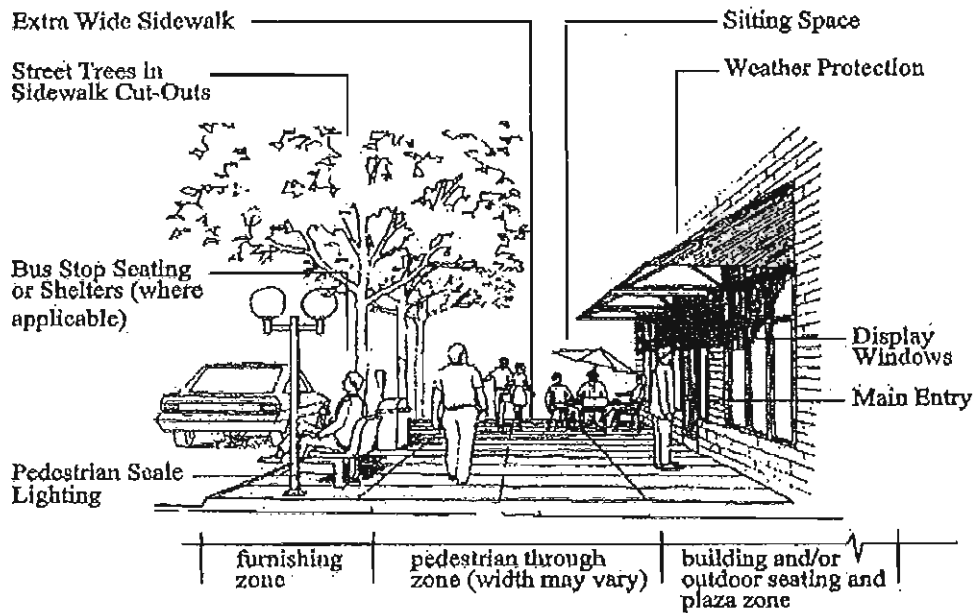 Extra Wide Sidewalk
Sitting Space
Street Trees in
Sidewalk Cut-Outs
Weather Protection
Bus Stop Seating
or Shelters (where
applicable)
Display
Windows
Main Entry
Pedestrian Scale
Lighting
furnishing
zone
pedestrian through
zone (width may vary)
building and/or
outdoor seating and
plaza zone